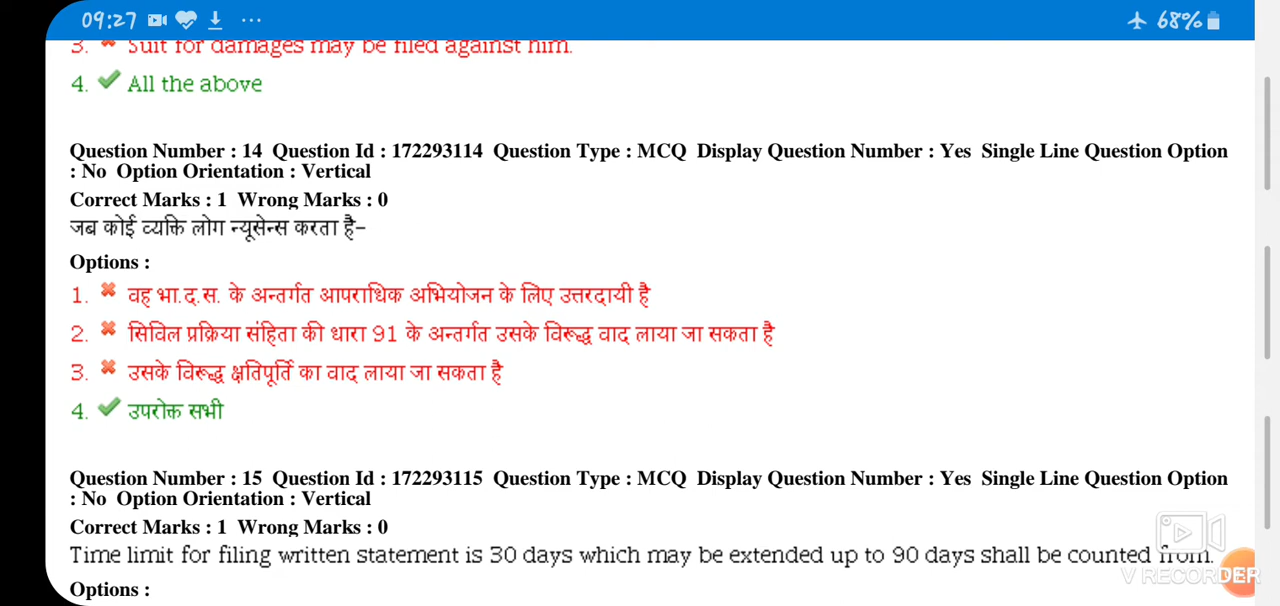 09:27 ... 68%
3. Suit for damages may be filed against him.
4. All the above
Question Number : 14 Question Id : 172293114 Question Type : MCQ Display Question Number : Yes Single Line Question Option
: No Option Orientation : Vertical
Correct Marks : 1 Wrong Marks : 0
जब कोई व्यक्ति लोग न्यूसेन्स करता है-
Options :
1. वह भा.द.स. के अन्तर्गत आपराधिक अभियोजन के लिए उत्तरदायी है
2. सिविल प्रक्रिया संहिता की धारा 91 के अन्तर्गत उसके विरूद्ध वाद लाया जा सकता है
3. उसके विरूद्ध क्षतिपूर्ति का वाद लाया जा सकता है
4. उपरोक्त सभी
Question Number : 15 Question Id : 172293115 Question Type : MCQ Display Question Number : Yes Single Line Question Option
: No Option Orientation : Vertical
Correct Marks : 1 Wrong Marks : 0
Time limit for filing written statement is 30 days which may be extended up to 90 days shall be counted from.
V RECORDER
Options :